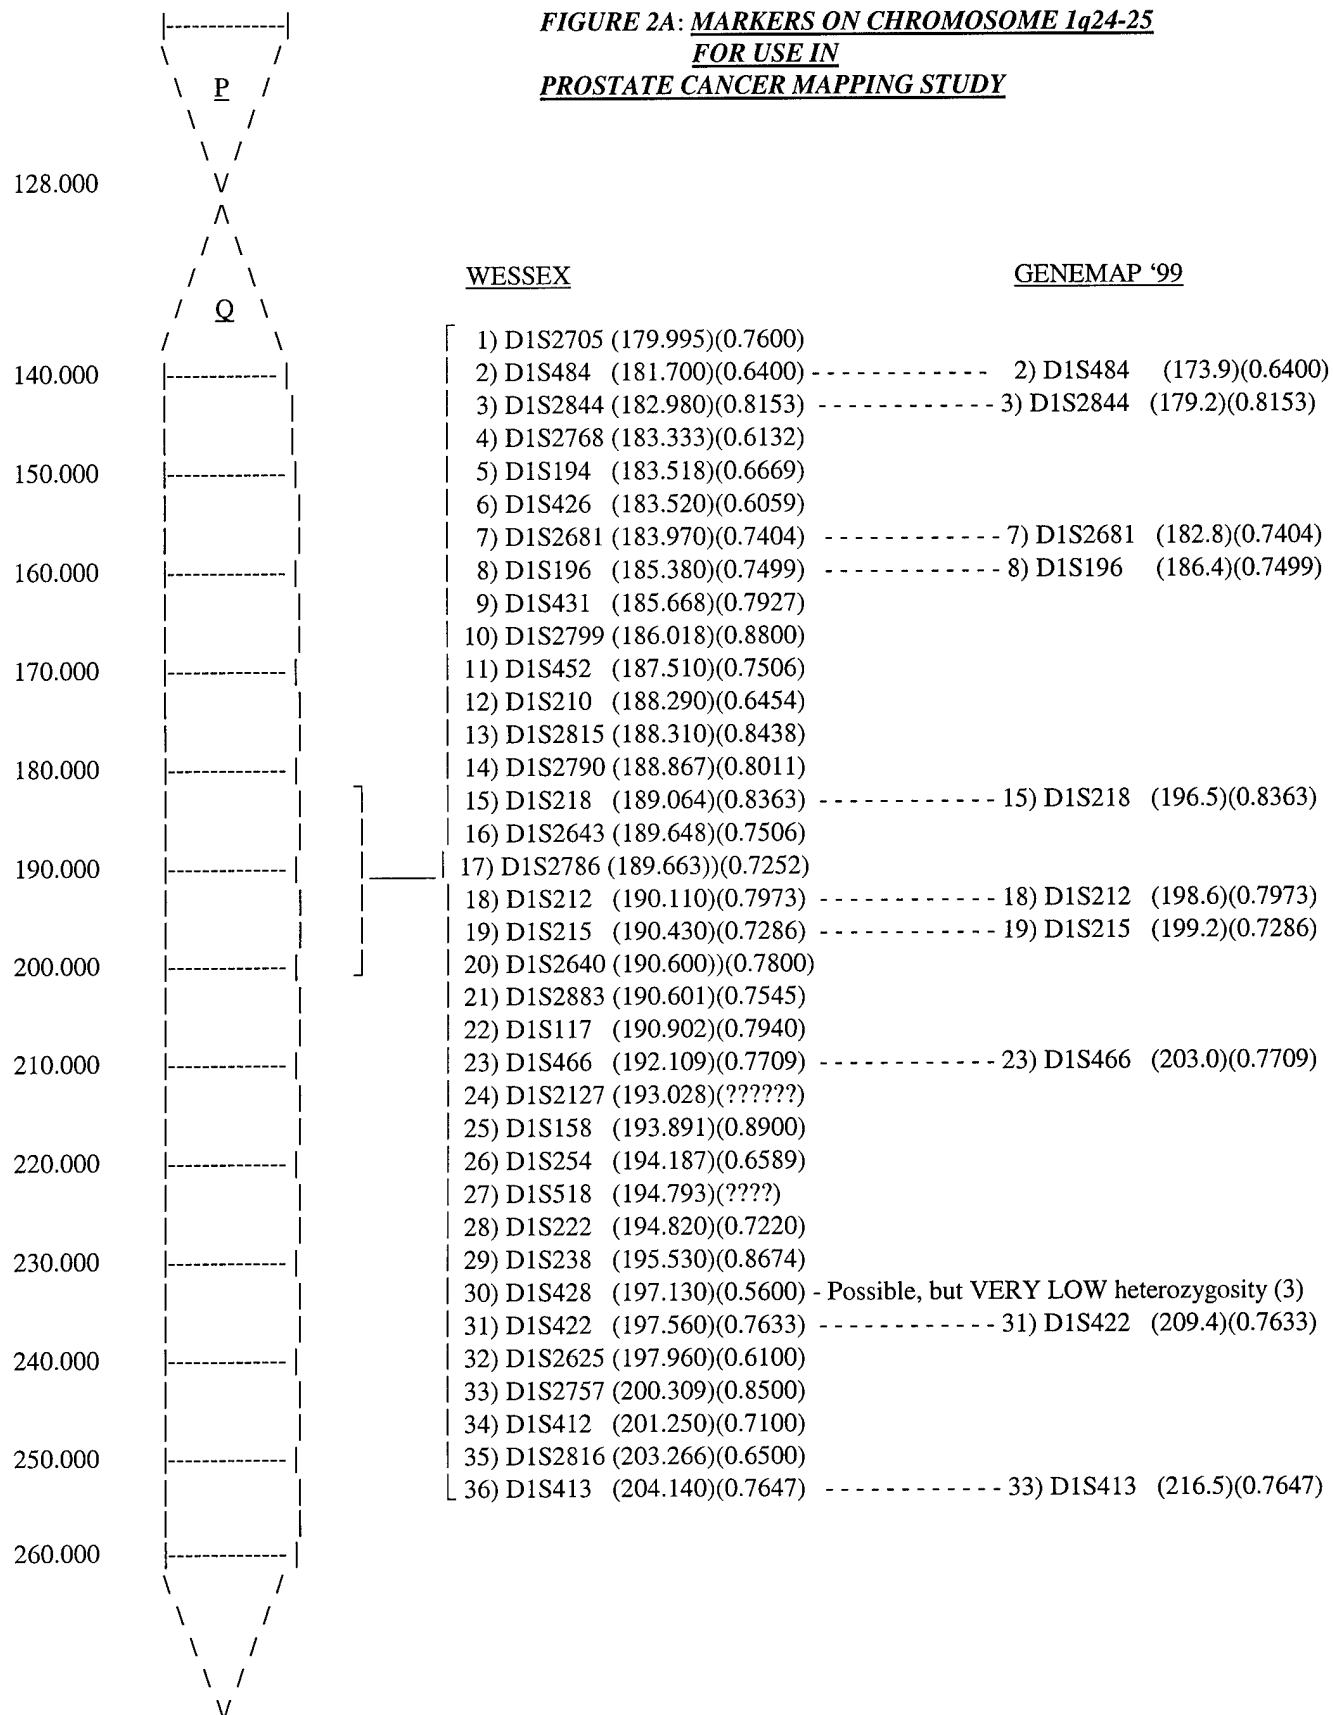 FIGURE 2A: MARKERS ON CHROMOSOME 1q24-25
FOR USE IN
PROSTATE CANCER MAPPING STUDY
P
128.000
Q
WESSEX GENEMAP '99
1) D1S2705 (179.995)(0.7600)
140.000
2) D1S484 (181.700)(0.6400) - - - - - - - - - - - - 2) D1S484 (173.9)(0.6400)
3) D1S2844 (182.980)(0.8153) - - - - - - - - - - - - 3) D1S2844 (179.2)(0.8153)
4) D1S2768 (183.333)(0.6132)
150.000
5) D1S194 (183.518)(0.6669)
6) D1S426 (183.520)(0.6059)
7) D1S2681 (183.970)(0.7404) - - - - - - - - - - - - 7) D1S2681 (182.8)(0.7404)
160.000
8) D1S196 (185.380)(0.7499) - - - - - - - - - - - - 8) D1S196 (186.4)(0.7499)
9) D1S431 (185.668)(0.7927)
10) D1S2799 (186.018)(0.8800)
170.000
11) D1S452 (187.510)(0.7506)
12) D1S210 (188.290)(0.6454)
13) D1S2815 (188.310)(0.8438)
180.000
14) D1S2790 (188.867)(0.8011)
15) D1S218 (189.064)(0.8363) - - - - - - - - - - - - 15) D1S218 (196.5)(0.8363)
16) D1S2643 (189.648)(0.7506)
190.000
17) D1S2786 (189.663))(0.7252)
18) D1S212 (190.110)(0.7973) - - - - - - - - - - - - 18) D1S212 (198.6)(0.7973)
19) D1S215 (190.430)(0.7286) - - - - - - - - - - - - 19) D1S215 (199.2)(0.7286)
200.000
20) D1S2640 (190.600))(0.7800)
21) D1S2883 (190.601)(0.7545)
22) D1S117 (190.902)(0.7940)
210.000
23) D1S466 (192.109)(0.7709) - - - - - - - - - - - - 23) D1S466 (203.0)(0.7709)
24) D1S2127 (193.028)(??????)
25) D1S158 (193.891)(0.8900)
220.000
26) D1S254 (194.187)(0.6589)
27) D1S518 (194.793)(????)
28) D1S222 (194.820)(0.7220)
230.000
29) D1S238 (195.530)(0.8674)
30) D1S428 (197.130)(0.5600) - Possible, but VERY LOW heterozygosity (3)
31) D1S422 (197.560)(0.7633) - - - - - - - - - - - - 31) D1S422 (209.4)(0.7633)
240.000
32) D1S2625 (197.960)(0.6100)
33) D1S2757 (200.309)(0.8500)
34) D1S412 (201.250)(0.7100)
250.000
35) D1S2816 (203.266)(0.6500)
36) D1S413 (204.140)(0.7647) - - - - - - - - - - - - 33) D1S413 (216.5)(0.7647)
260.000